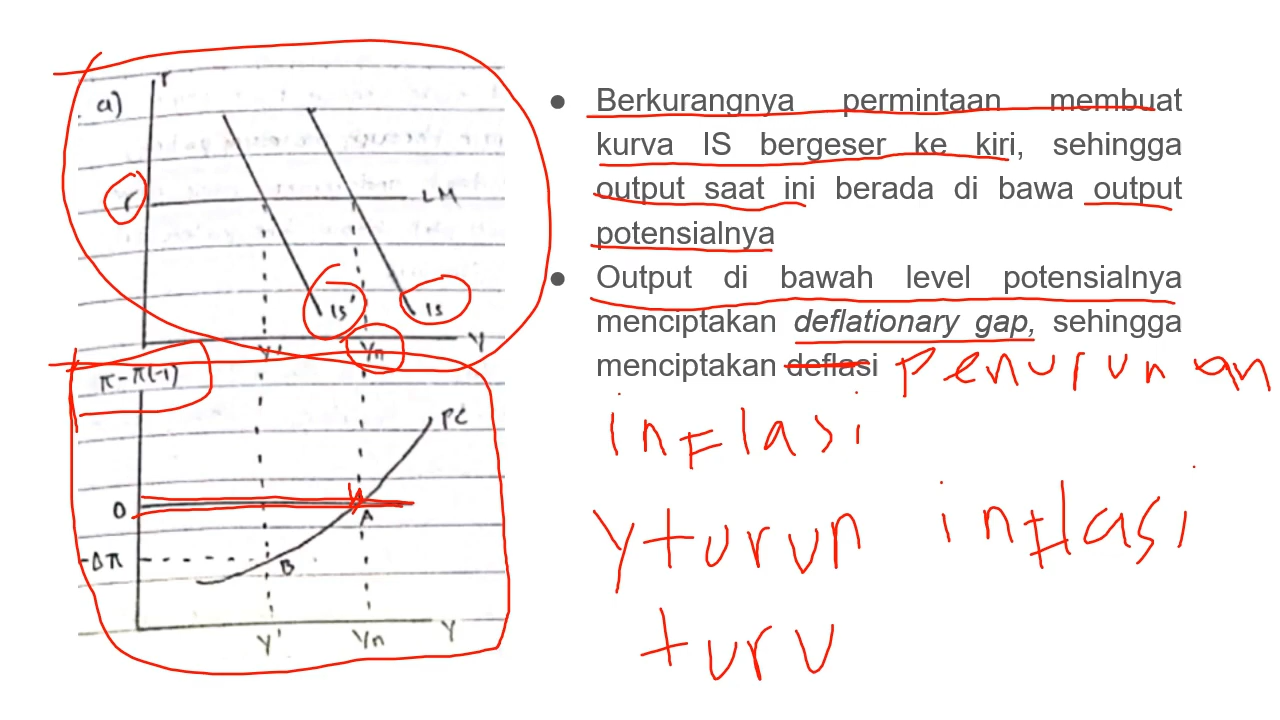 a)
r
r
LM
IS'
IS
Y'
Yn
Y
π-π(-1)
PC
0
A
-Δπ
B
Y'
Yn
Y
● Berkurangnya permintaan membuat
kurva IS bergeser ke kiri, sehingga
output saat ini berada di bawa output
potensialnya
● Output di bawah level potensialnya
menciptakan deflationary gap, sehingga
menciptakan deflasi Penurunan
inflasi
Y turun inflasi
turu